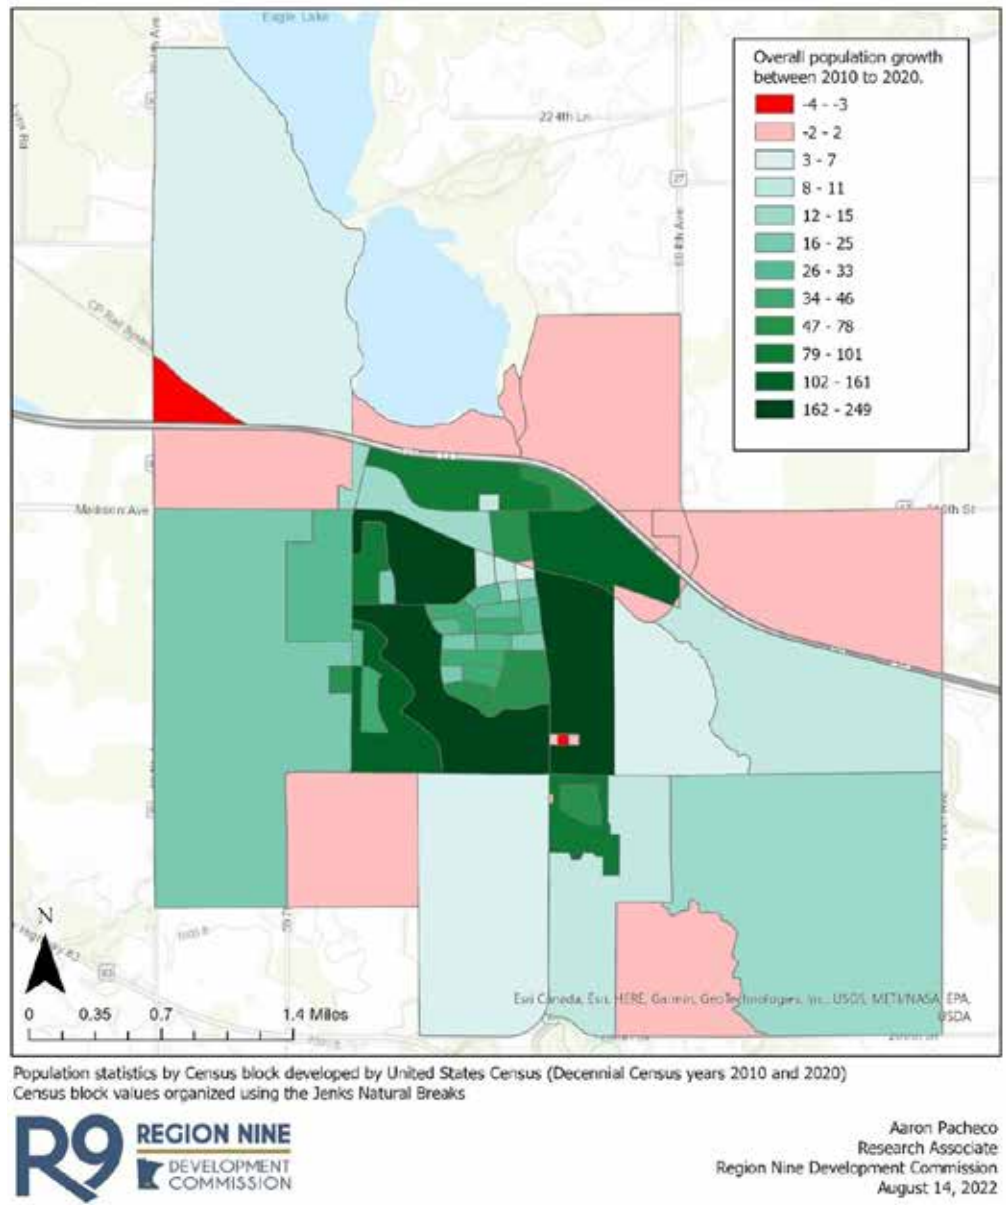 Eagle, Lake
224th Ln
Overall population growth
between 2010 to 2020.
-4 - -3
-2 - 2
3 - 7
8 - 11
12 - 15
16 - 25
26 - 33
34 - 46
47 - 78
79 - 101
102 - 161
162 - 249
Madison Ave
N
0 0.35 0.7 1.4 Miles
Esri Canada, Esri, HERE, Garmin, GeoTechnologies, Inc., USGS, METI/NASA, EPA,
USDA
Population statistics by Census block developed by United States Census (Decennial Census years 2010 and 2020)
Census block values organized using the Jenks Natural Breaks
R9 REGION NINE
DEVELOPMENT
COMMISSION
Aaron Pacheco
Research Associate
Region Nine Development Commission
August 14, 2022